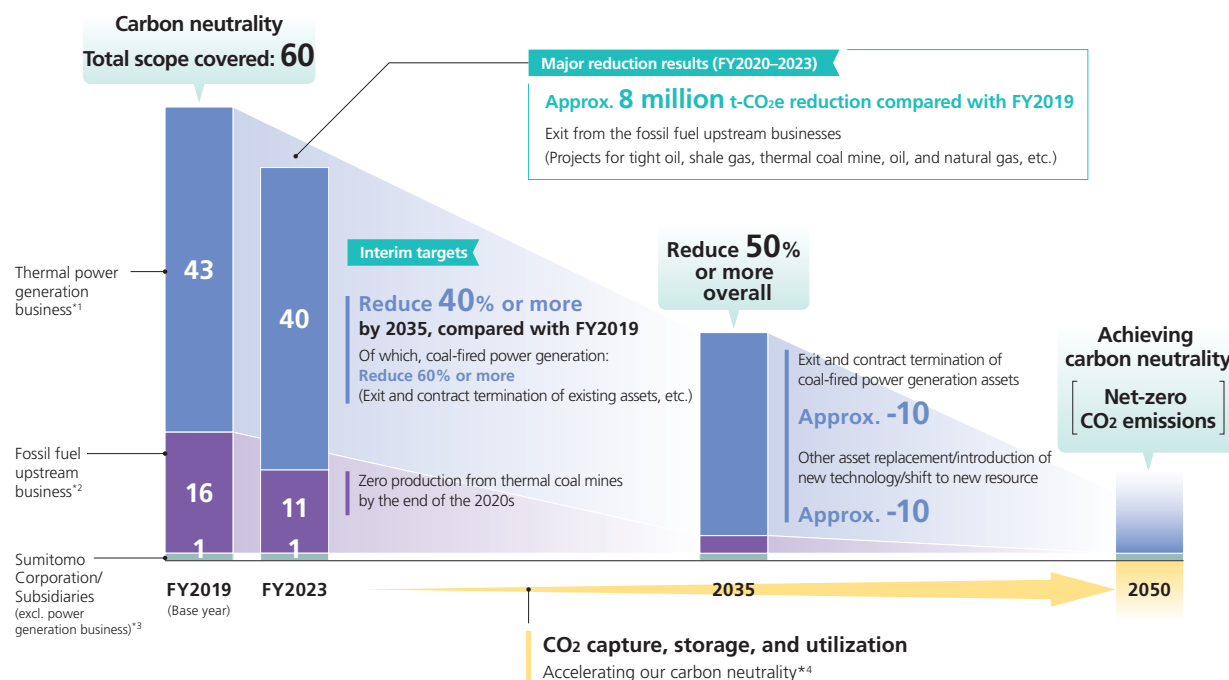 Carbon neutrality
Total scope covered: 60
Major reduction results (FY2020–2023)
Approx. 8 million t-CO₂e reduction compared with FY2019
Exit from the fossil fuel upstream businesses
(Projects for tight oil, shale gas, thermal coal mine, oil, and natural gas, etc.)
Thermal power
generation
business*1
43
40
Interim targets
Reduce 40% or more
by 2035, compared with FY2019
Of which, coal-fired power generation:
Reduce 60% or more
(Exit and contract termination of existing assets, etc.)
Reduce 50%
or more
overall
Exit and contract termination of
coal-fired power generation assets
Approx. -10
Other asset replacement/introduction of
new technology/shift to new resource
Approx. -10
Achieving
carbon neutrality
Net-zero
CO₂ emissions
Fossil fuel
upstream
business*2
16
11
Zero production from thermal coal mines
by the end of the 2020s
1
1
Sumitomo
Corporation/
Subsidiaries
(excl. power
generation business)*3
FY2019
(Base year)
FY2023
2035
2050
CO₂ capture, storage, and utilization
Accelerating our carbon neutrality*4